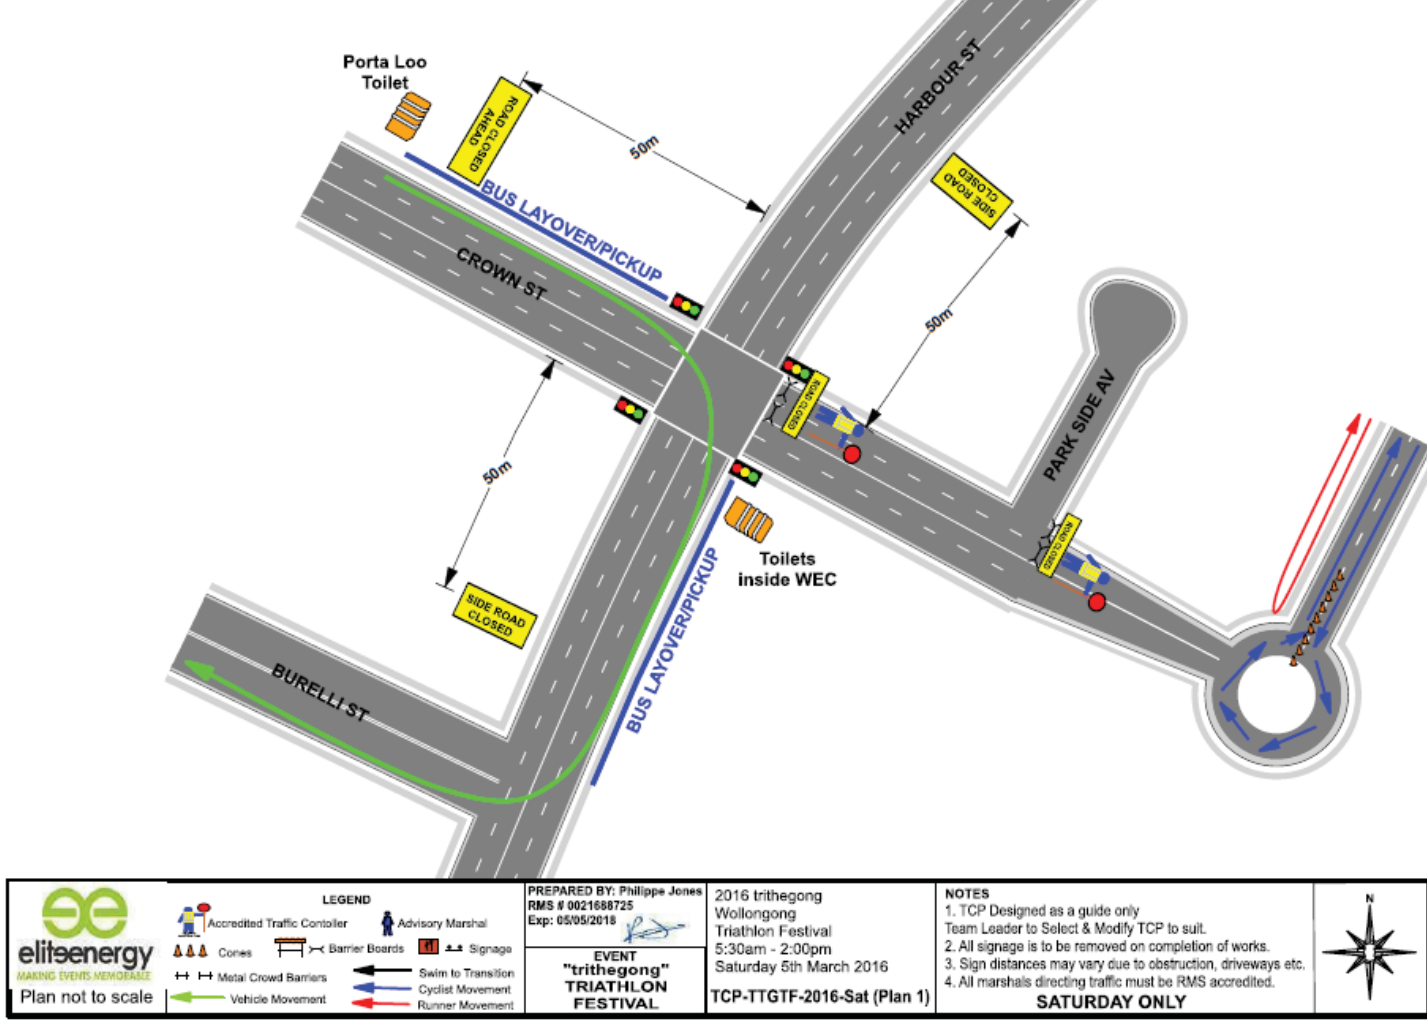 Porta Loo
Toilet
ROAD CLOSED
AHEAD
50m
HARBOUR ST
SIDE ROAD
CLOSED
BUS LAYOVER/PICKUP
CROWN ST
50m
50m
ROAD CLOSED
PARK SIDE AV
ROAD CLOSED
Toilets
inside WEC
BUS LAYOVER/PICKUP
SIDE ROAD
CLOSED
BURELLI ST
eliteenergy
MAKING EVENTS MEMORABLE
Plan not to scale
LEGEND
Accredited Traffic Contoller
Advisory Marshal
Cones
Barrier Boards
Signage
Metal Crowd Barriers
Swim to Transition
Cyclist Movement
Vehicle Movement
Runner Movement
PREPARED BY: Philippe Jones
RMS # 0021688725
Exp: 05/05/2018
EVENT
"trithegong"
TRIATHLON
FESTIVAL
2016 trithegong
Wollongong
Triathlon Festival
5:30am - 2:00pm
Saturday 5th March 2016
TCP-TTGTF-2016-Sat (Plan 1)
NOTES
1. TCP Designed as a guide only
Team Leader to Select & Modify TCP to suit.
2. All signage is to be removed on completion of works.
3. Sign distances may vary due to obstruction, driveways etc.
4. All marshals directing traffic must be RMS accredited.
SATURDAY ONLY
N